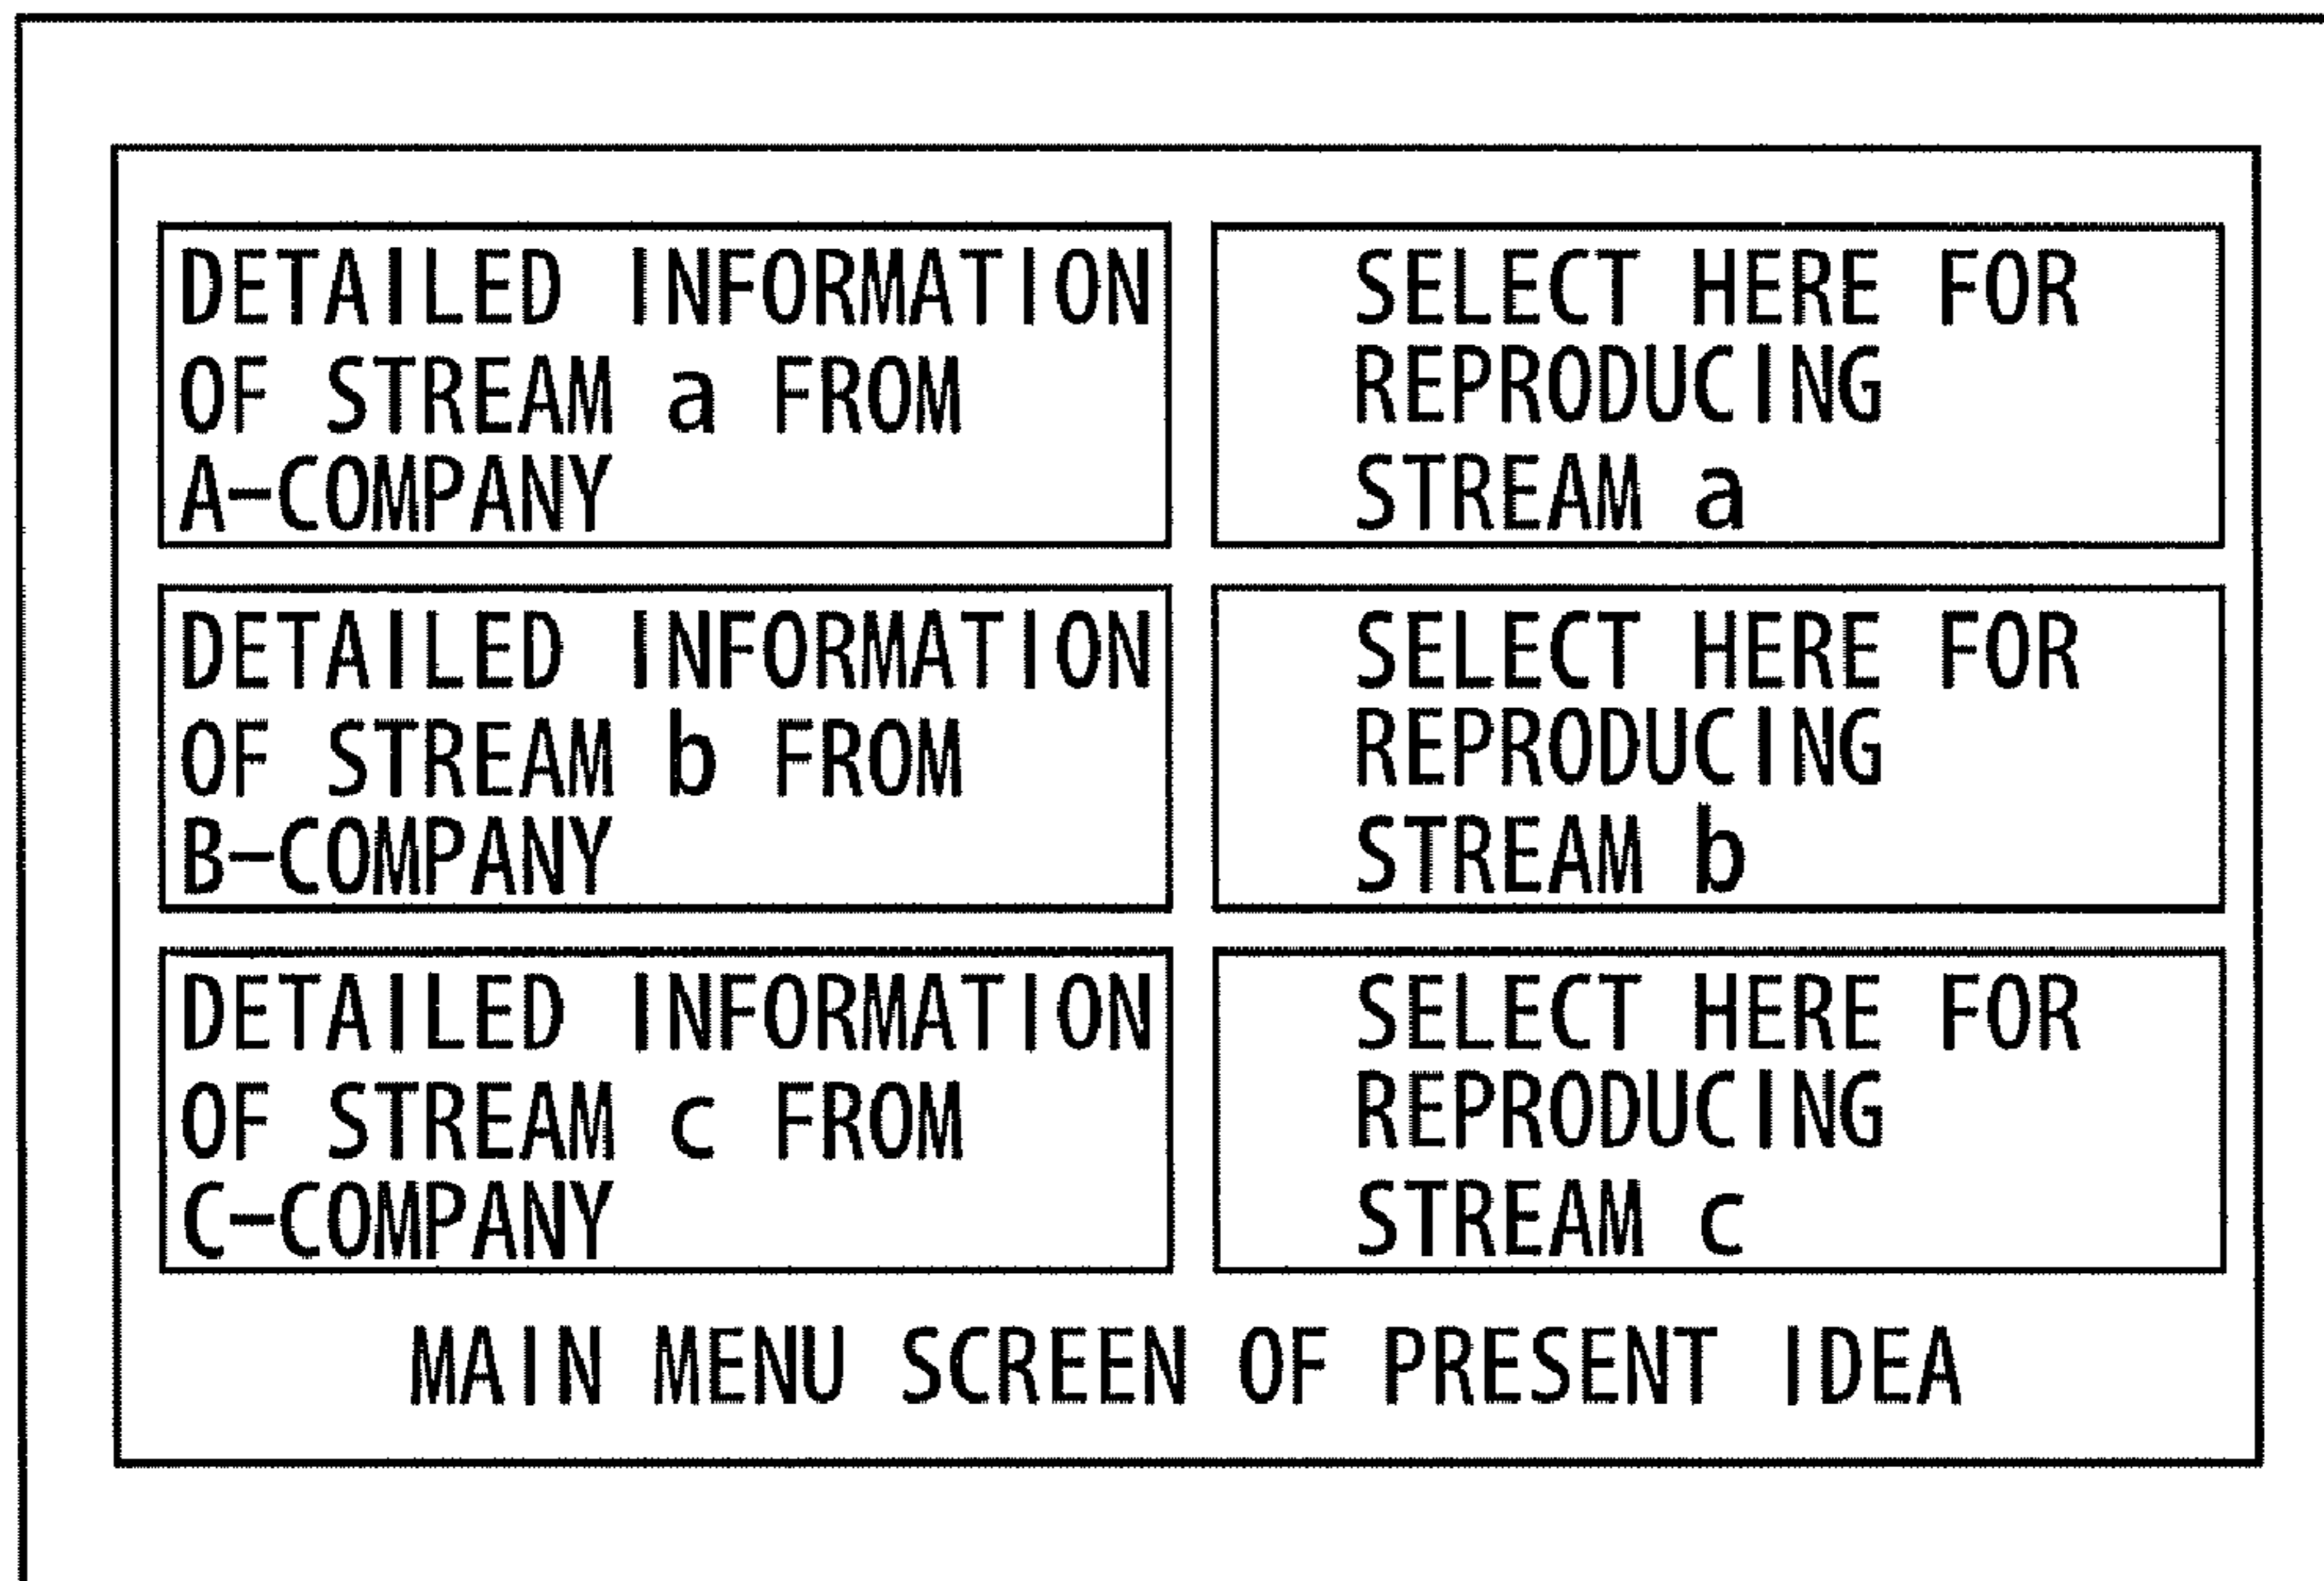 DETAILED INFORMATION
OF STREAM a FROM
A-COMPANY
SELECT HERE FOR
REPRODUCING
STREAM a
DETAILED INFORMATION
OF STREAM b FROM
B-COMPANY
SELECT HERE FOR
REPRODUCING
STREAM b
DETAILED INFORMATION
OF STREAM c FROM
C-COMPANY
SELECT HERE FOR
REPRODUCING
STREAM c
MAIN MENU SCREEN OF PRESENT IDEA